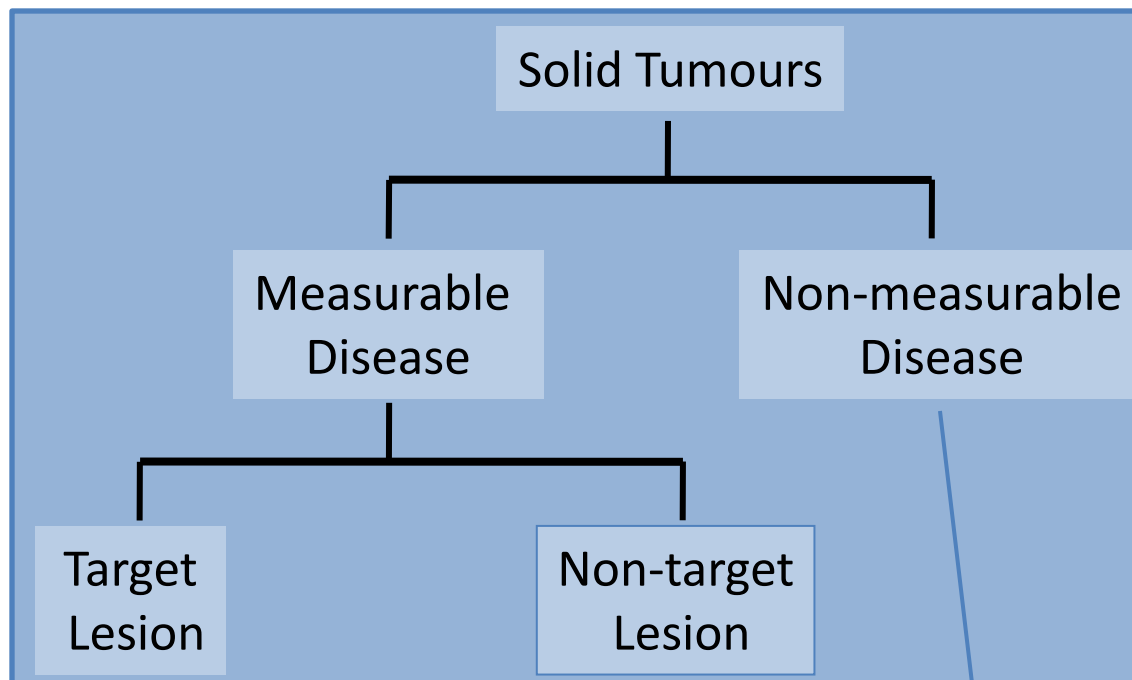 Solid Tumours
Measurable
Disease
Non-measurable
Disease
Target
Lesion
Non-target
Lesion